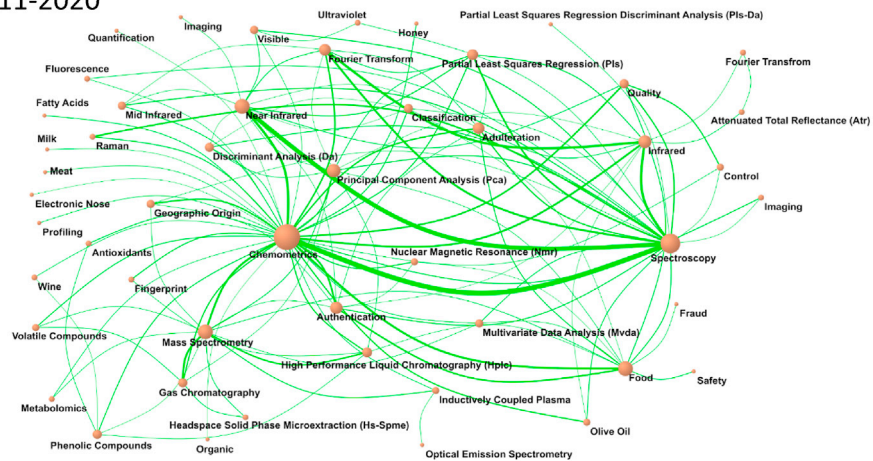 11-2020
Ultraviolet
Partial Least Squares Regression Discriminant Analysis (Pls-Da)
Imaging
Honey
Quantification
Visible
Fourier Transform
Partial Least Squares Regression (Pls)
Fourier Transfrom
Fluorescence
Quality
Fatty Acids
Mid Infrared
Near Infrared
Classification
Attenuated Total Reflectance (Atr)
Adulteration
Milk
Raman
Infrared
Discriminant Analysis (Da)
Meat
Principal Component Analysis (Pca)
Control
Electronic Nose
Geographic Origin
Imaging
Profiling
Antioxidants
Chemometrics
Nuclear Magnetic Resonance (Nmr)
Spectroscopy
Wine
Fingerprint
Authentication
Fraud
Volatile Compounds
Mass Spectrometry
Multivariate Data Analysis (Mvda)
High Performance Liquid Chromatography (Hplc)
Food
Safety
Gas Chromatography
Metabolomics
Inductively Coupled Plasma
Headspace Solid Phase Microextraction (Hs-Spme)
Olive Oil
Phenolic Compounds
Organic
Optical Emission Spectrometry